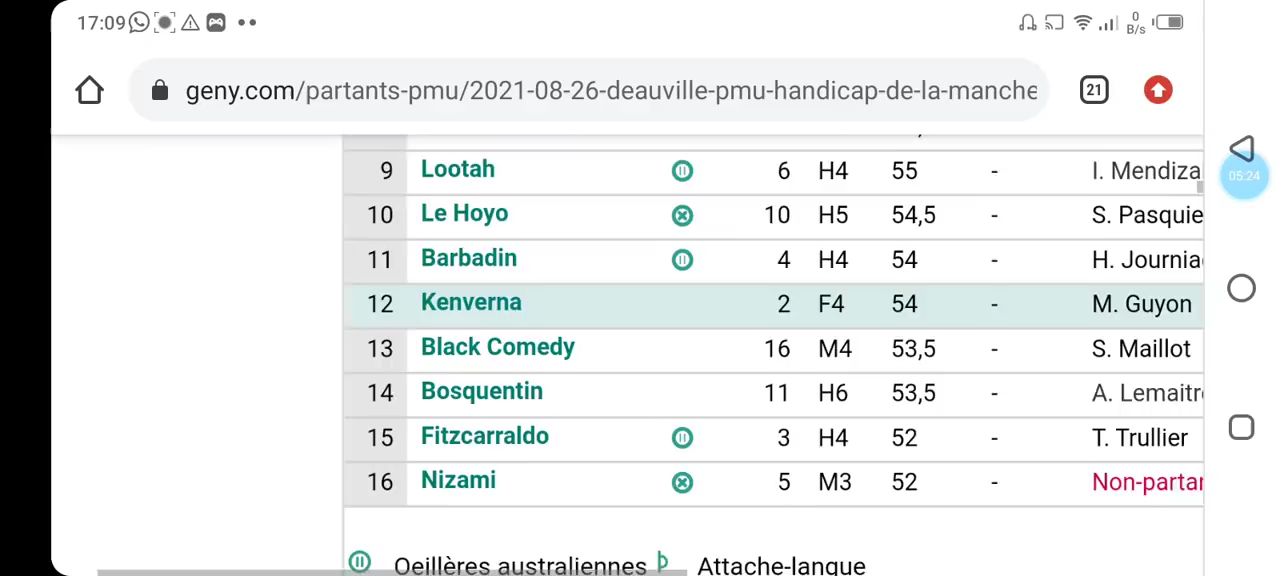 17:09
0 B/s
geny.com/partants-pmu/2021-08-26-deauville-pmu-handicap-de-la-manche
21
05:24
9 Lootah 6 H4 55 - I. Mendiza
10 Le Hoyo 10 H5 54,5 - S. Pasquie
11 Barbadin 4 H4 54 - H. Journia
12 Kenverna 2 F4 54 - M. Guyon
13 Black Comedy 16 M4 53,5 - S. Maillot
14 Bosquentin 11 H6 53,5 - A. Lemaitr
15 Fitzcarraldo 3 H4 52 - T. Trullier
16 Nizami 5 M3 52 - Non-partar
Oeillères australiennes Attache-langue